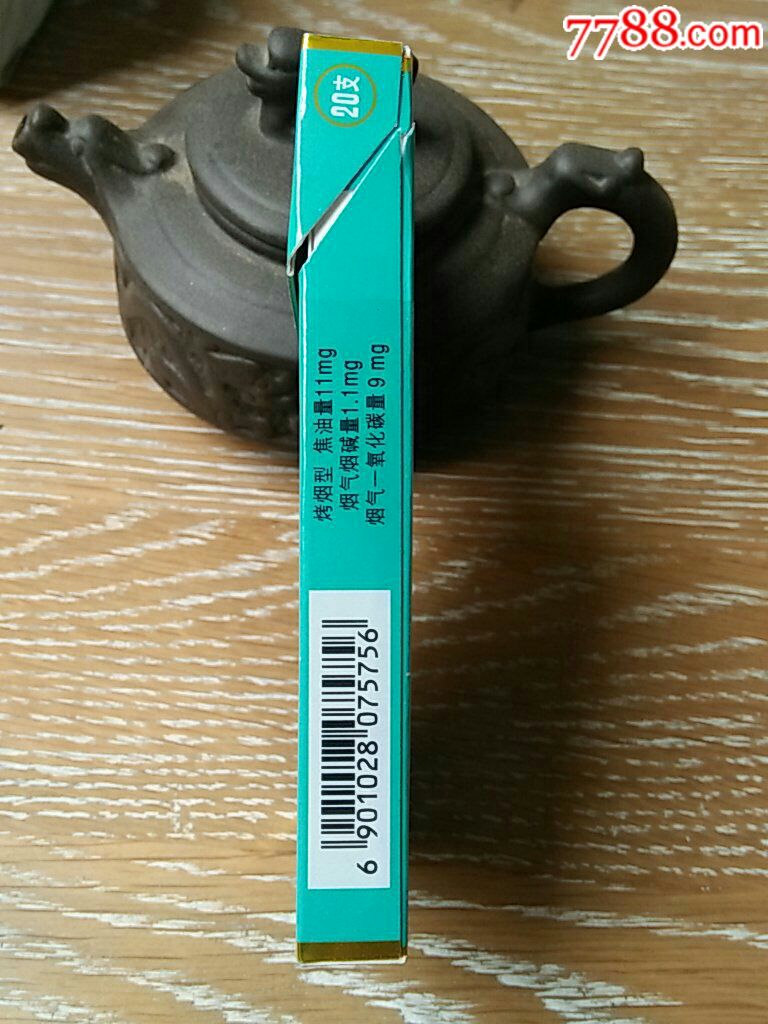 7788.com
20支
烤烟型 焦油量11mg
烟气烟碱量1.1mg
烟气一氧化碳量9mg
6 901028 075756